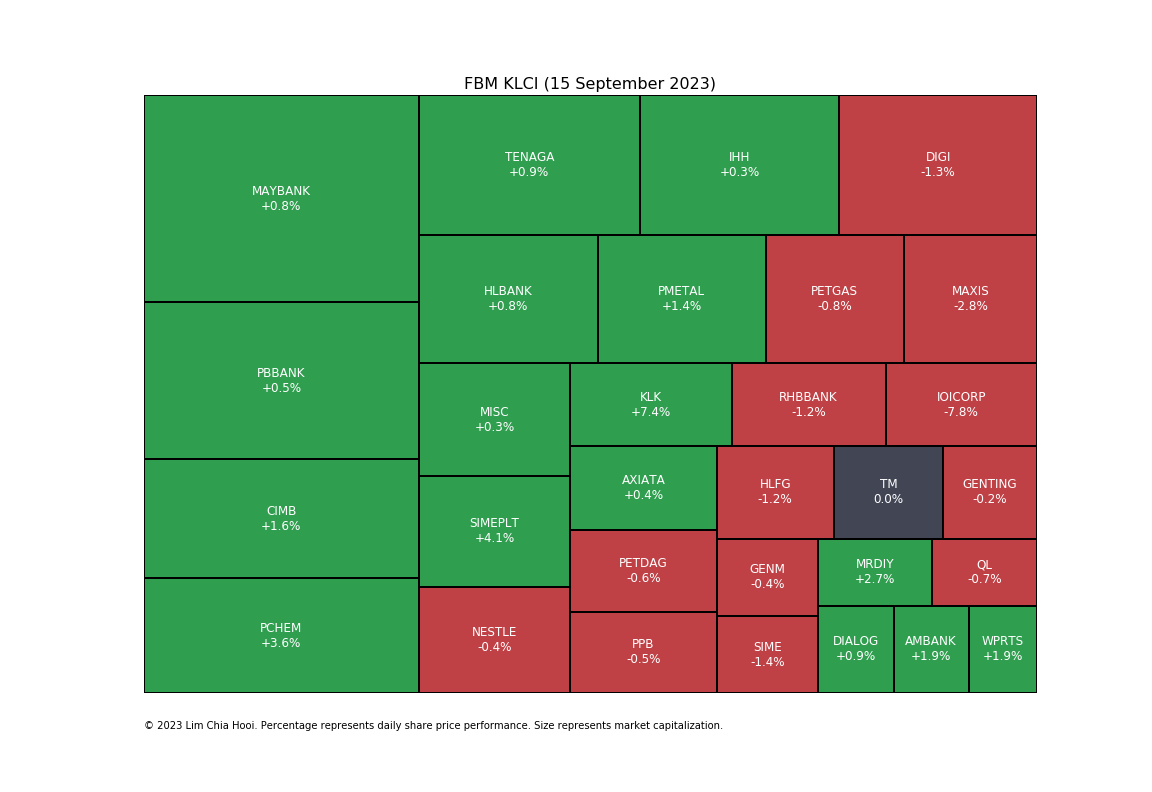 FBM KLCI (15 September 2023)
MAYBANK
+0.8%
PBBANK
+0.5%
CIMB
+1.6%
PCHEM
+3.6%
TENAGA
+0.9%
IHH
+0.3%
DIGI
-1.3%
HLBANK
+0.8%
PMETAL
+1.4%
PETGAS
-0.8%
MAXIS
-2.8%
MISC
+0.3%
SIMEPLT
+4.1%
NESTLE
-0.4%
KLK
+7.4%
RHBBANK
-1.2%
IOICORP
-7.8%
AXIATA
+0.4%
PETDAG
-0.6%
PPB
-0.5%
HLFG
-1.2%
TM
0.0%
GENTING
-0.2%
GENM
-0.4%
SIME
-1.4%
MRDIY
+2.7%
QL
-0.7%
DIALOG
+0.9%
AMBANK
+1.9%
WPRTS
+1.9%
© 2023 Lim Chia Hooi. Percentage represents daily share price performance. Size represents market capitalization.